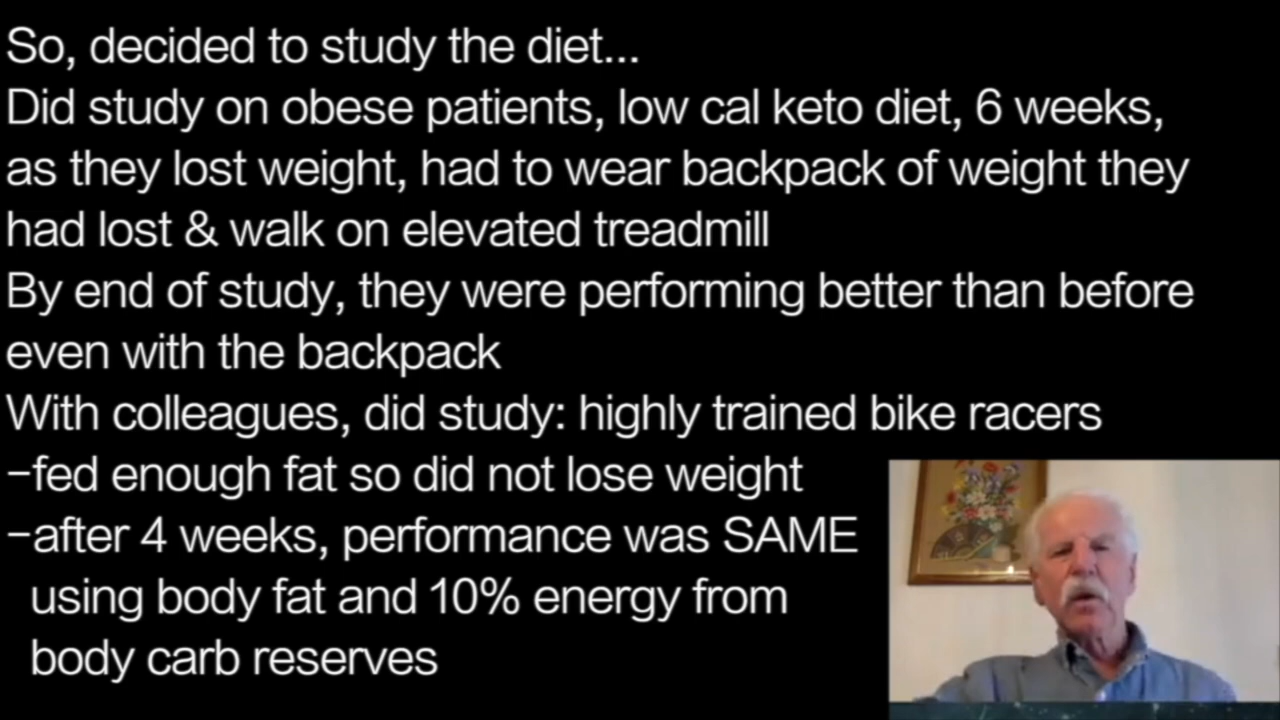 So, decided to study the diet...
Did study on obese patients, low cal keto diet, 6 weeks,
as they lost weight, had to wear backpack of weight they
had lost & walk on elevated treadmill
By end of study, they were performing better than before
even with the backpack
With colleagues, did study: highly trained bike racers
−fed enough fat so did not lose weight
−after 4 weeks, performance was SAME
using body fat and 10% energy from
body carb reserves